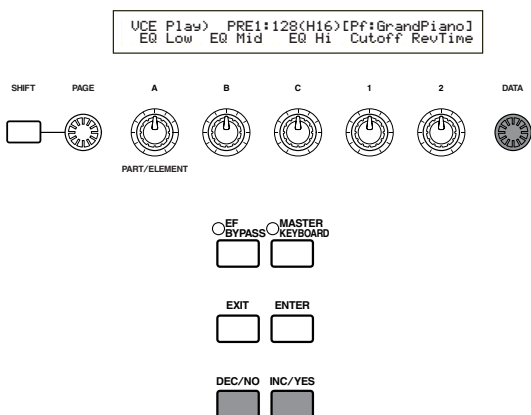 VCE Play) PRE1:128(H16)[Pf:GrandPiano]
EQ Low EQ Mid EQ Hi Cutoff RevTime
SHIFT PAGE A B C 1 2 DATA
PART/ELEMENT
EF BYPASS MASTER KEYBOARD
EXIT ENTER
DEC/NO INC/YES